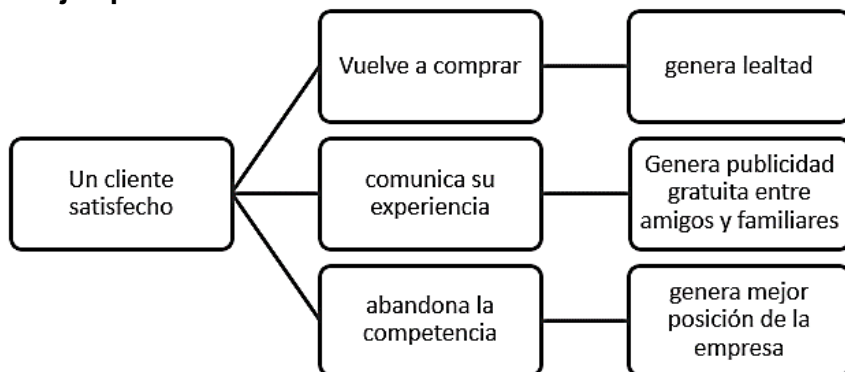 Vuelve a comprar
genera lealtad
Un cliente
satisfecho
comunica su
experiencia
Genera publicidad
gratuita entre
amigos y familiares
abandona la
competencia
genera mejor
posición de la
empresa